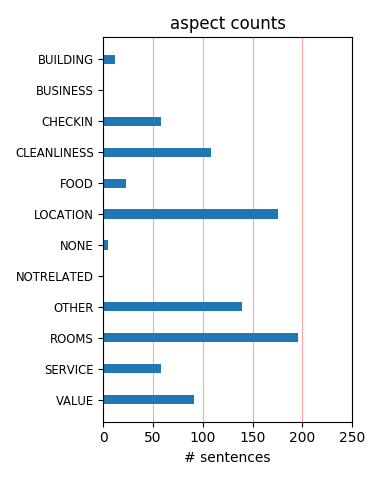 aspect counts
BUILDING
BUSINESS
CHECKIN
CLEANLINESS
FOOD
LOCATION
NONE
NOTRELATED
OTHER
ROOMS
SERVICE
VALUE
0 50 100 150 200 250
# sentences